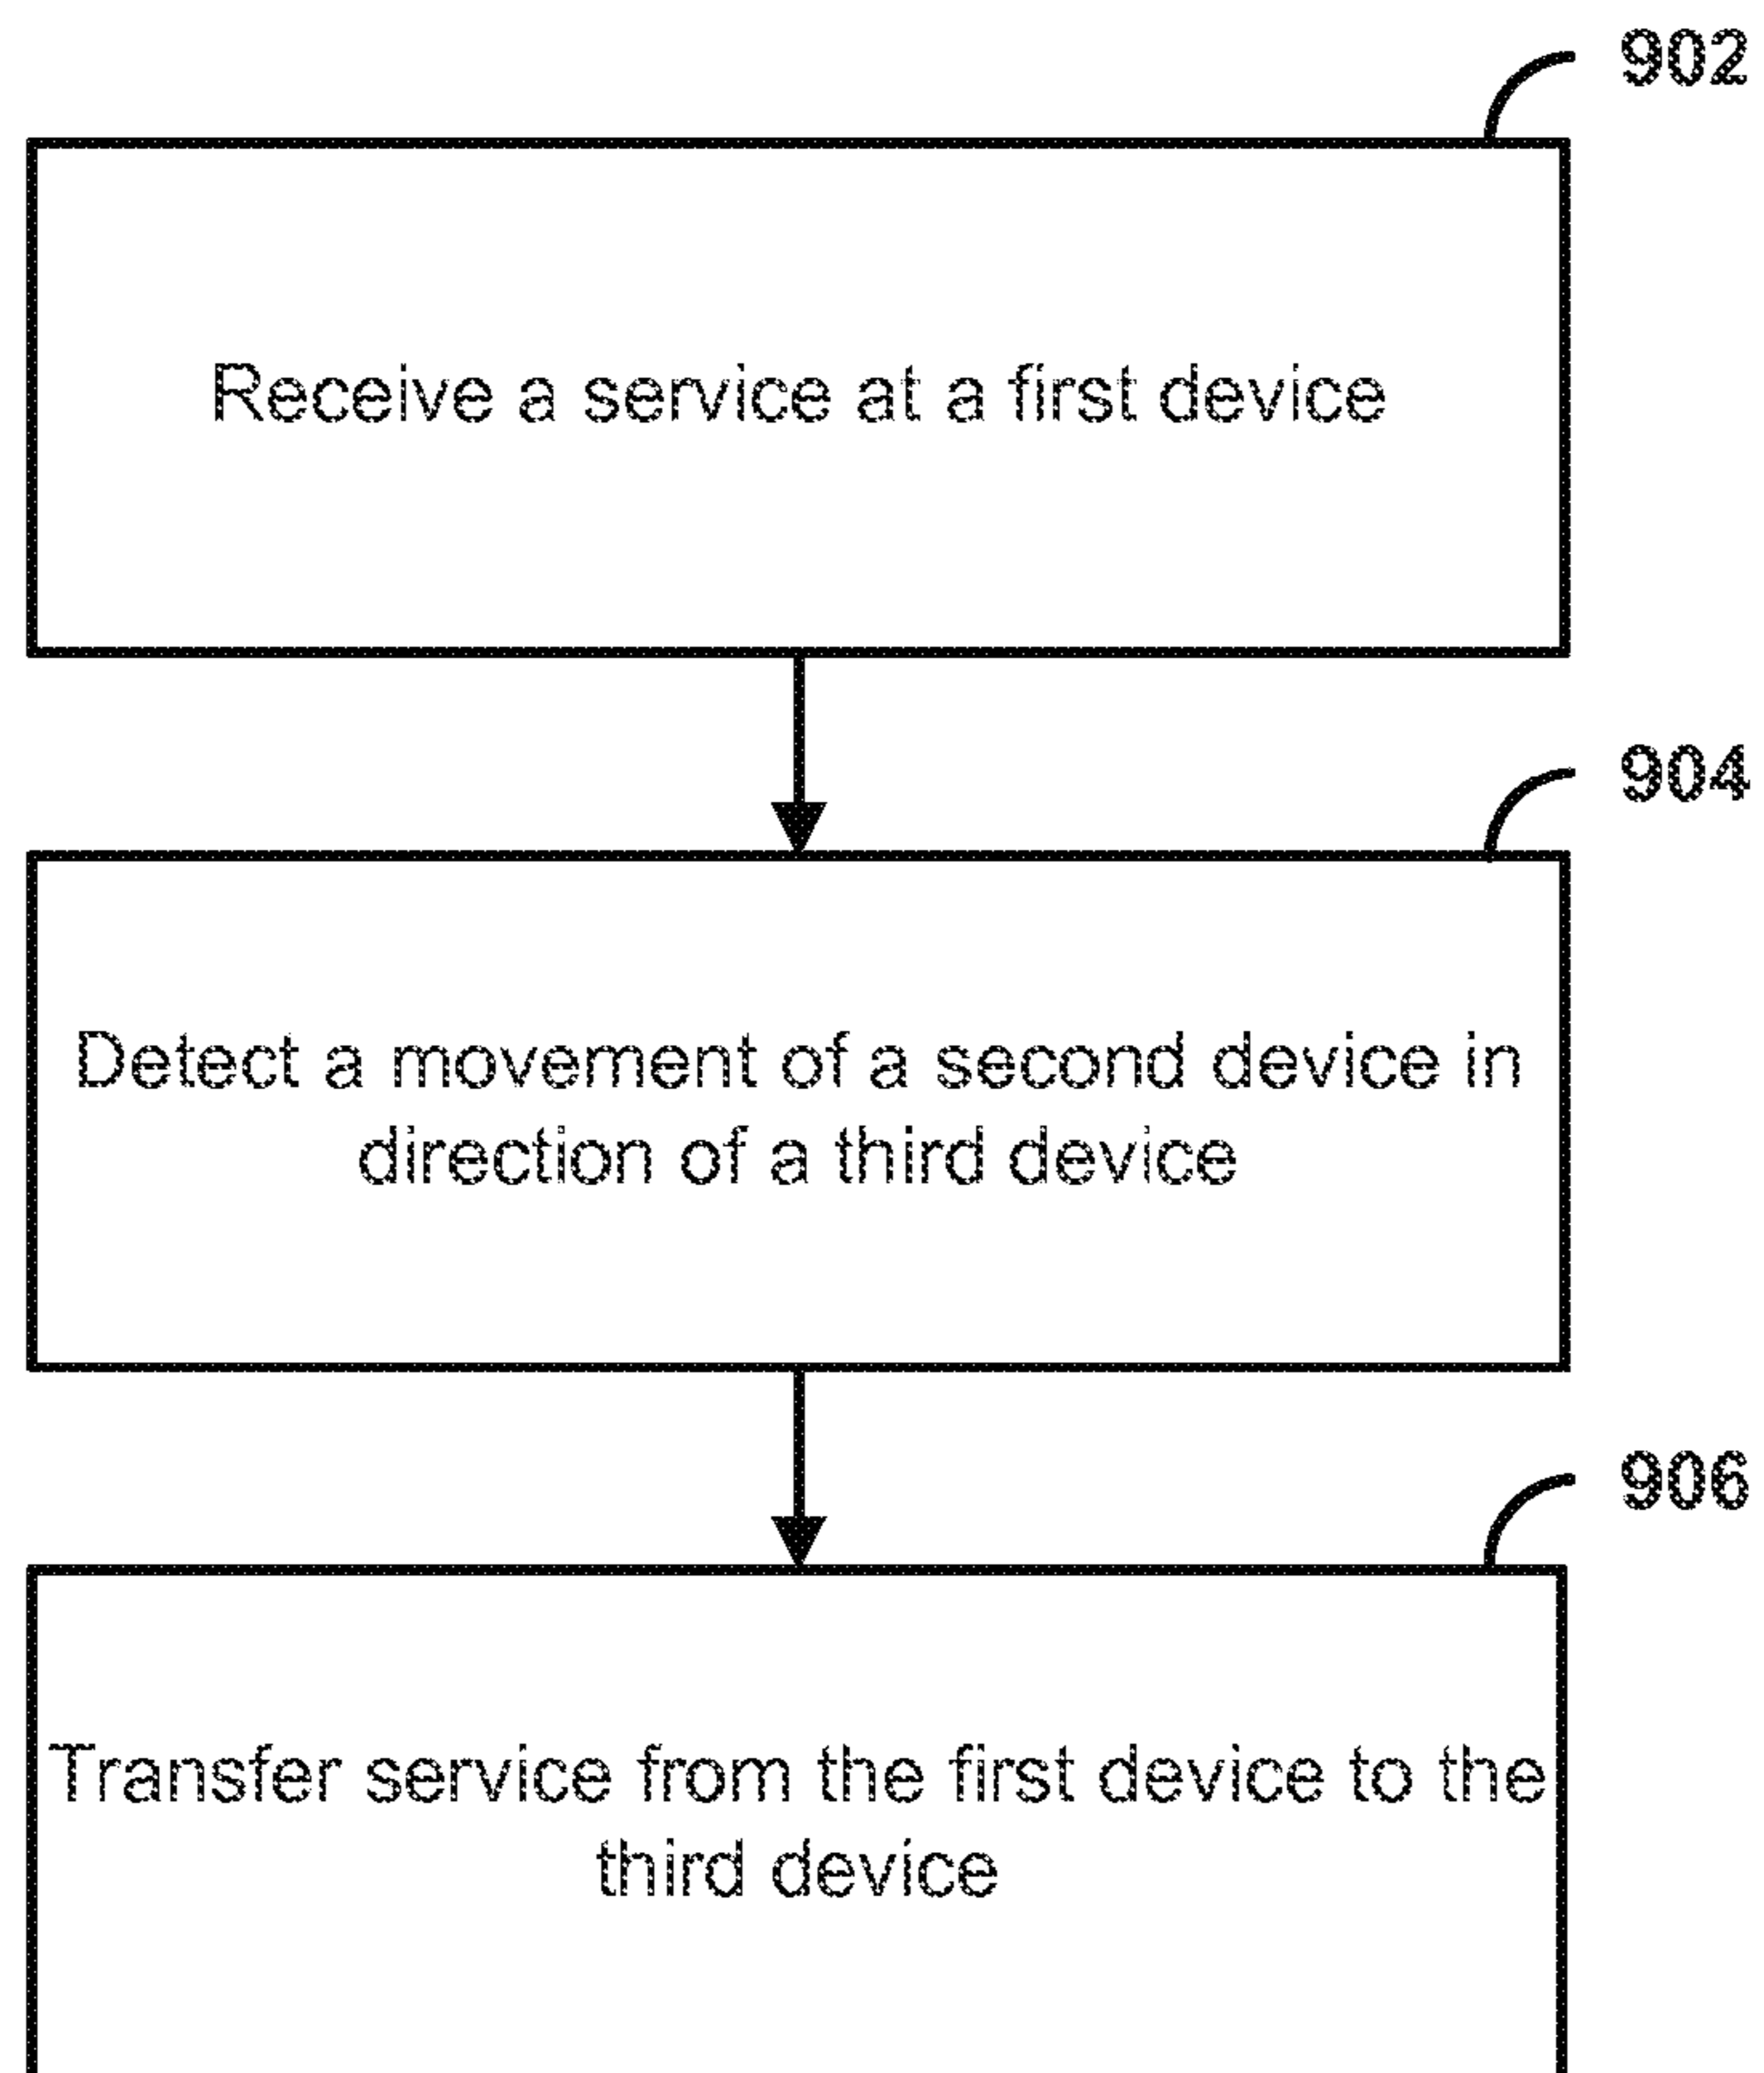 902
Receive a service at a first device
904
Detect a movement of a second device in
direction of a third device
906
Transfer service from the first device to the
third device